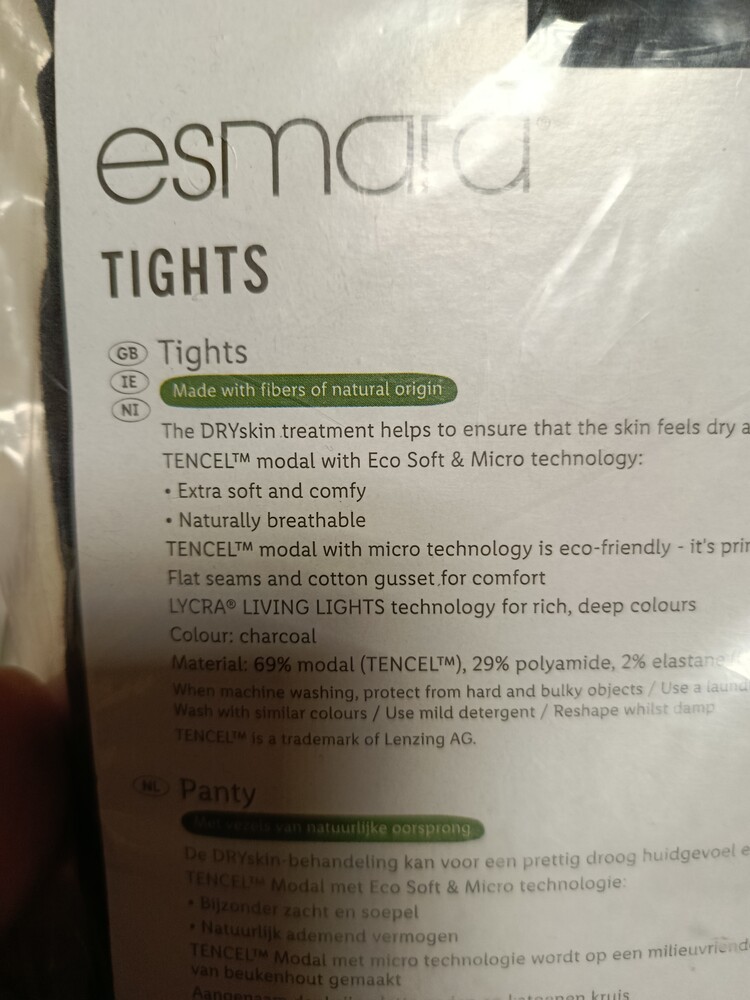 esmara®
TIGHTS
GB Tights
IE Made with fibers of natural origin
NI
The DRYskin treatment helps to ensure that the skin feels dry
TENCEL™ modal with Eco Soft & Micro technology:
• Extra soft and comfy
• Naturally breathable
TENCEL™ modal with micro technology is eco-friendly - it's
Flat seams and cotton gusset for comfort
LYCRA® LIVING LIGHTS technology for rich, deep colours
Colour: charcoal
Material: 69% modal (TENCEL™), 29% polyamide, 2% elastane
When machine washing, protect from hard and bulky objects / Use a
Wash with similar colours / Use mild detergent / Reshape whilst damp
TENCEL™ is a trademark of Lenzing AG.
NL Panty
Met vezels van natuurlijke oorsprong
De DRYskin-behandeling kan voor een prettig droog huidgevoel
TENCEL™ Modal met Eco Soft & Micro technologie:
• Bijzonder zacht en soepel
• Natuurlijk ademend vermogen
TENCEL™ Modal met micro technologie wordt op een
van beukenhout gemaakt
kruis